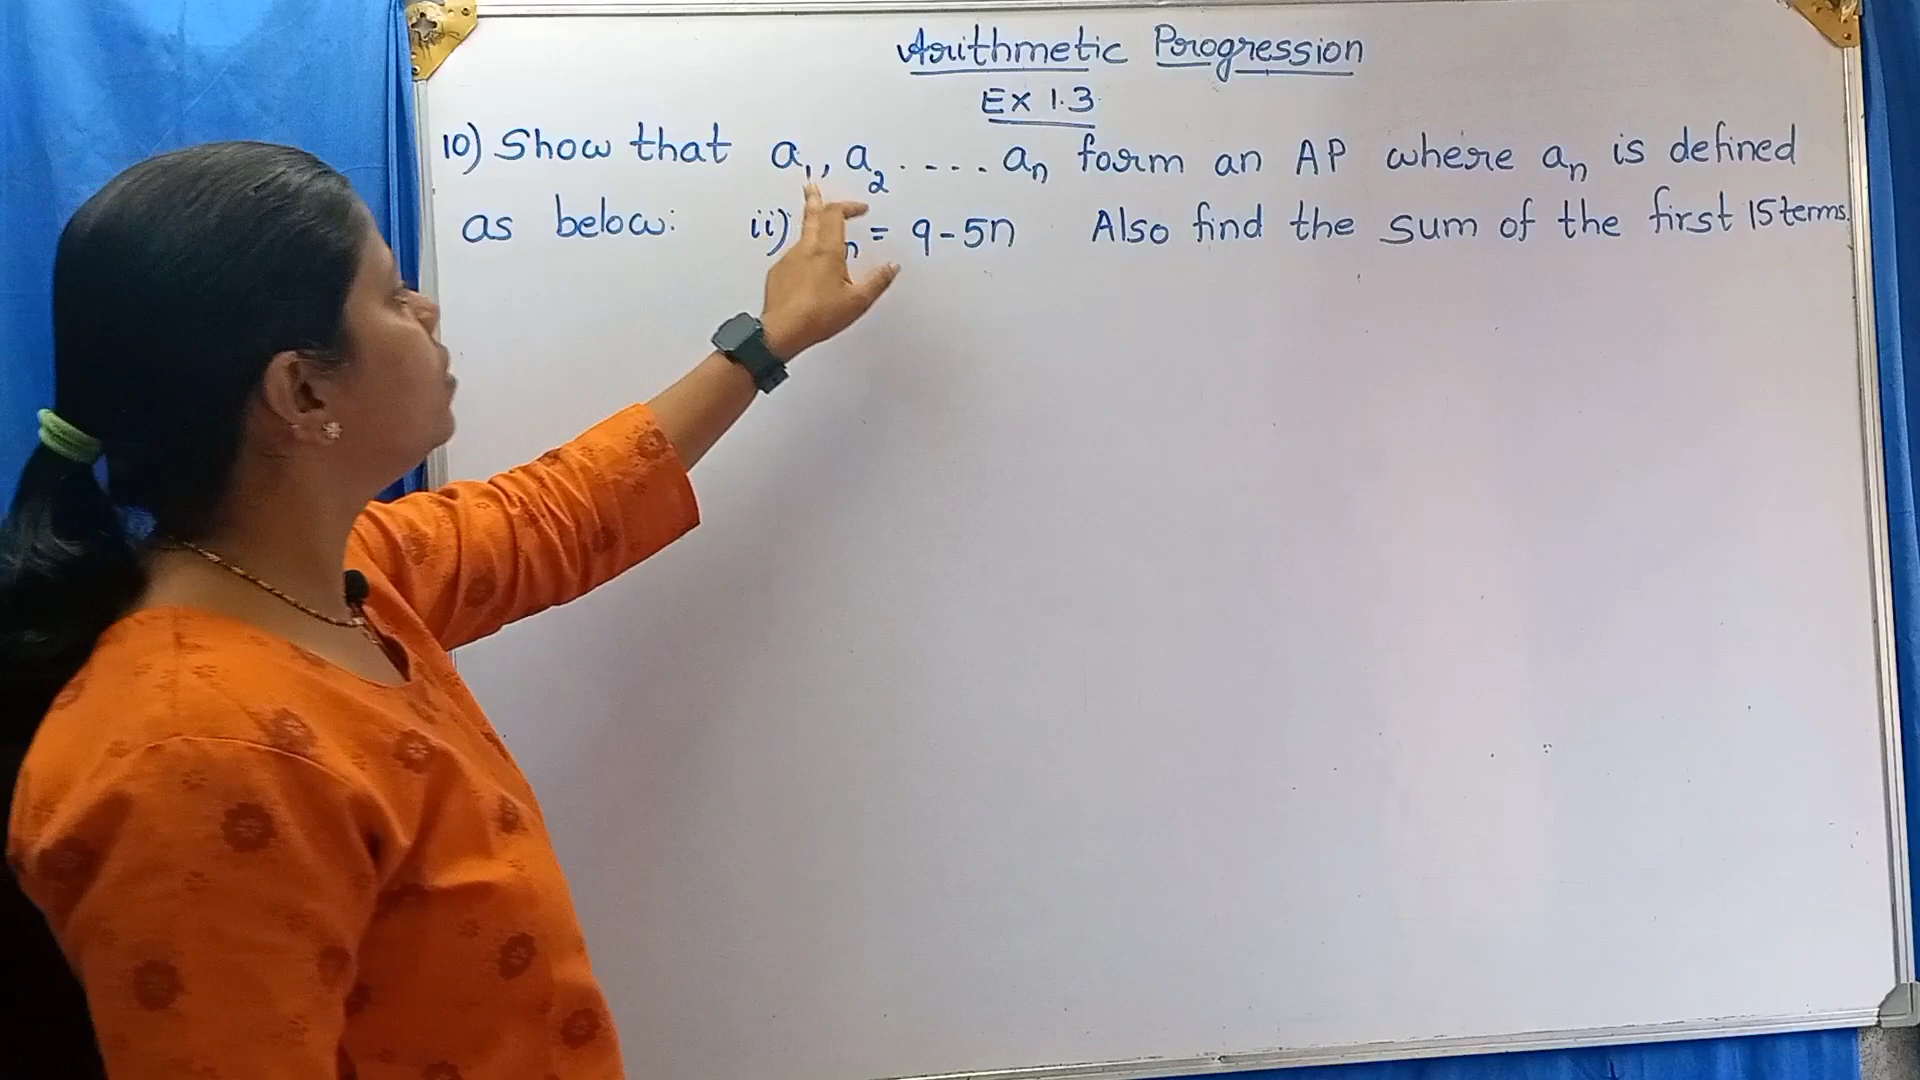 Arithmetic Progression
Ex 1.3
10) Show that a₁, a₂ .... aₙ form an AP where aₙ is defined
as below: ii) ₙ = 9-5n Also find the sum of the first 15 terms.